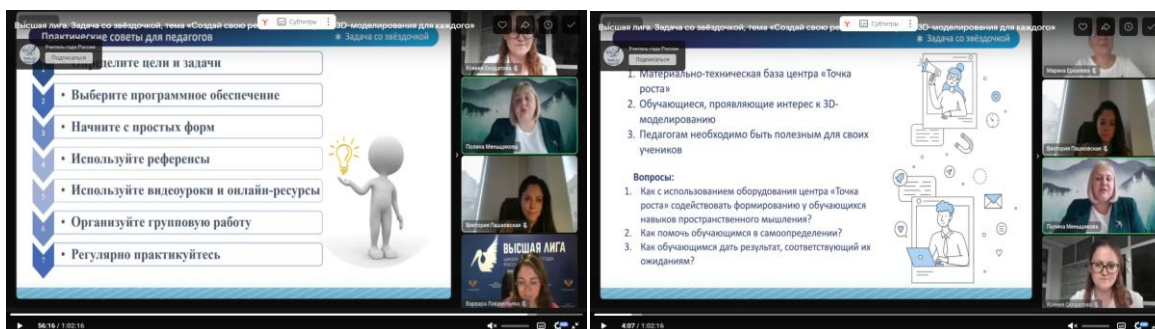 Высшая лига. Задача со звёздочкой, тема «Создай свою ре
Субтитры
3D-моделирования для каждого»
Практические советы для педагогов
Задача со звёздочкой
Учитель года России
Подписаться
Определите цели и задачи
2 • Выберите программное обеспечение
3 • Начните с простых форм
4 • Используйте референсы
5 • Используйте видеоуроки и онлайн-ресурсы
6 • Организуйте групповую работу
7 • Регулярно практикуйтесь
Ксения Солдатова
Полина Меньщикова
Виктория Пашковская
ВЫСШАЯ ЛИГА
56:16 / 1:02:16
Высшая лига. Задача со звёздочкой, тема «Создай свою ре
Субтитры
3D-моделирования для каждого»
Задача со звёздочкой
Учитель года России
Подписаться
1. Материально-техническая база центра «Точка
роста»
2. Обучающиеся, проявляющие интерес к 3D-
моделированию
3. Педагогам необходимо быть полезным для своих
учеников
Вопросы:
1. Как с использованием оборудования центра «Точка
роста» содействовать формированию у обучающихся
навыков пространственного мышления?
2. Как помочь обучающимся в самоопределении?
3. Как обучающимся дать результат, соответствующий их
ожиданиям?
Марина Ершалева
Виктория Пашковская
Полина Меньщикова
Ксения Солдатова
4:07 / 1:02:16